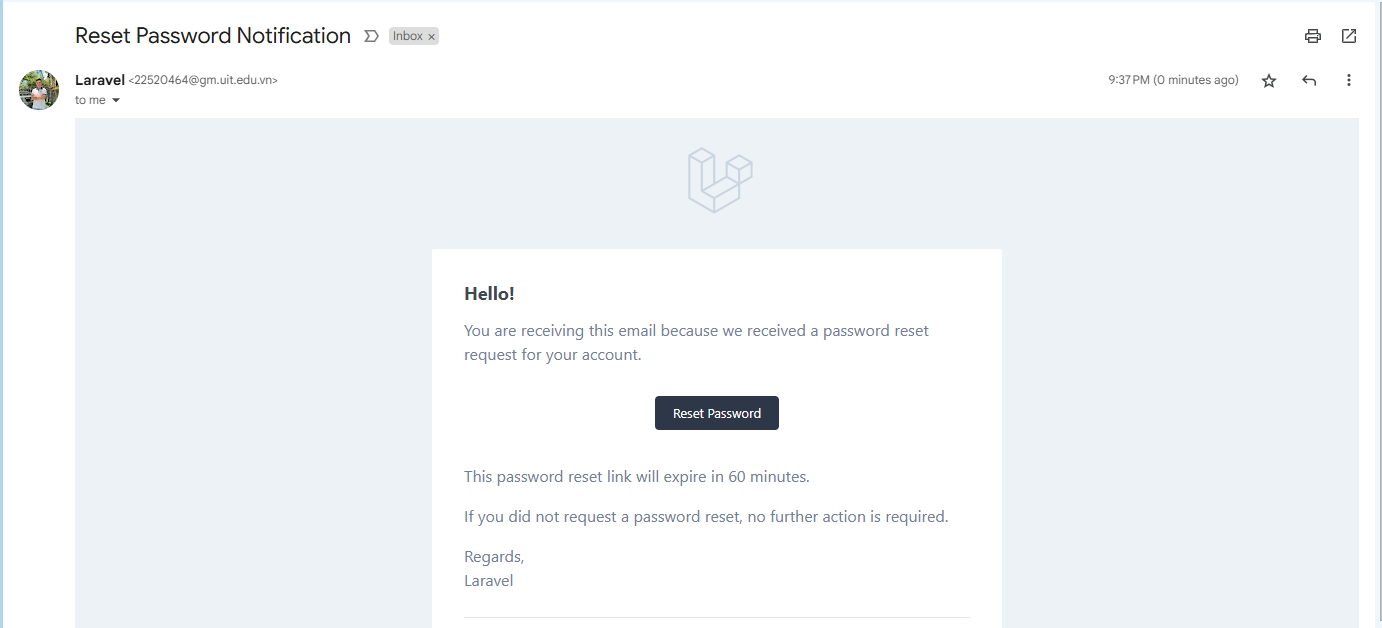 Reset Password Notification Inbox ×
Laravel <22520464@gm.uit.edu.vn> 9:37 PM (0 minutes ago)
to me
Hello!
You are receiving this email because we received a password reset
request for your account.
Reset Password
This password reset link will expire in 60 minutes.
If you did not request a password reset, no further action is required.
Regards,
Laravel